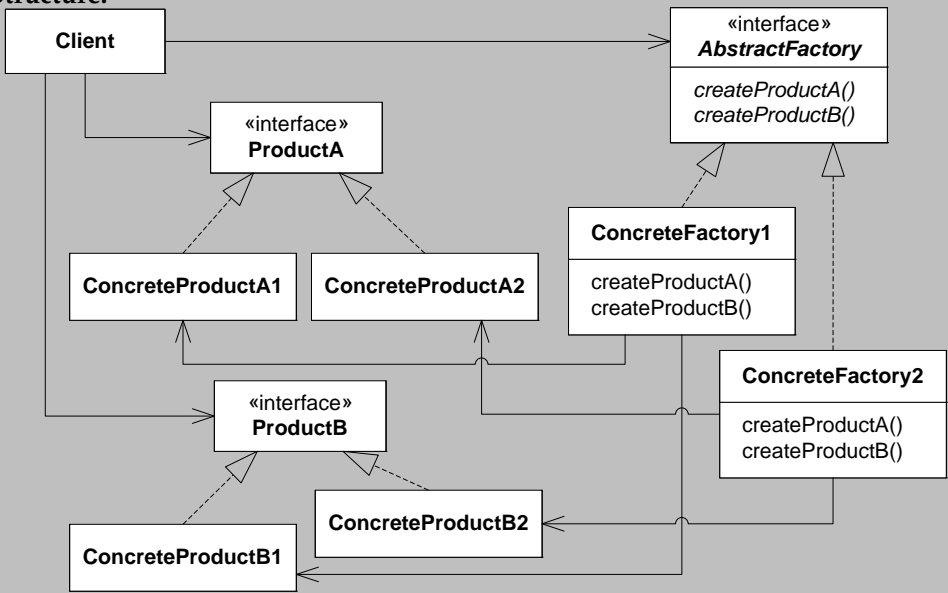 Structure:
Client
«interface»
AbstractFactory
createProductA()
createProductB()
«interface»
ProductA
ConcreteFactory1
createProductA()
createProductB()
ConcreteProductA1
ConcreteProductA2
ConcreteFactory2
createProductA()
createProductB()
«interface»
ProductB
ConcreteProductB2
ConcreteProductB1